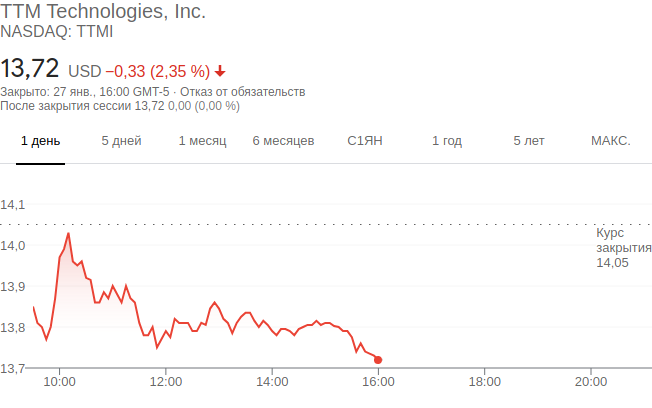 TTM Technologies, Inc.
NASDAQ: TTMI
13,72 USD −0,33 (2,35 %)
Закрыто: 27 янв., 16:00 GMT-5 · Отказ от обязательств
После закрытия сессии 13,72 0,00 (0,00 %)
1 день 5 дней 1 месяц 6 месяцев С1ЯН 1 год 5 лет МАКС.
14,1
Курс
закрытия
14,05
14,0
13,9
13,8
13,7
10:00 12:00 14:00 16:00 18:00 20:00